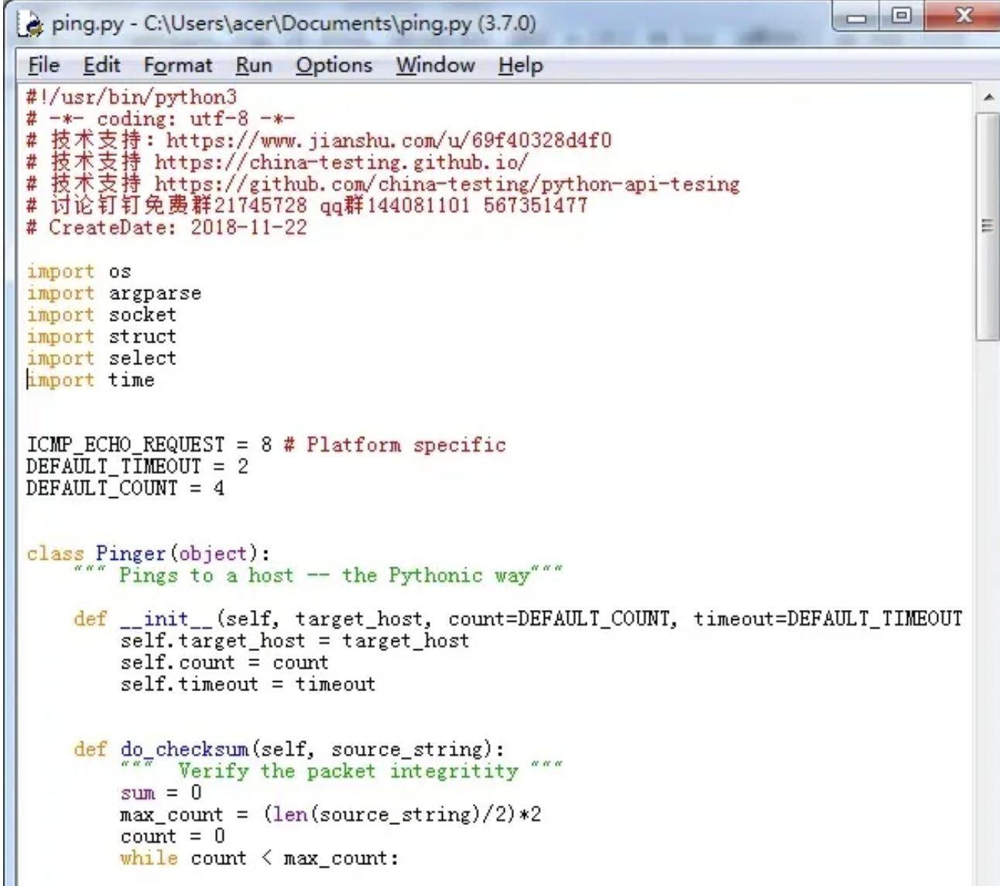 ping.py - C:\Users\acer\Documents\ping.py (3.7.0)
File Edit Format Run Options Window Help
#!/usr/bin/python3
# -*- coding: utf-8 -*-
# 技术支持：https://www.jianshu.com/u/69f40328d4f0
# 技术支持 https://china-testing.github.io/
# 技术支持 https://github.com/china-testing/python-api-tesing
# 讨论钉钉免费群21745728 qq群144081101 567351477
# CreateDate: 2018-11-22
import os
import argparse
import socket
import struct
import select
import time
ICMP_ECHO_REQUEST = 8 # Platform specific
DEFAULT_TIMEOUT = 2
DEFAULT_COUNT = 4
class Pinger(object):
    """ Pings to a host -- the Pythonic way"""
    def __init__(self, target_host, count=DEFAULT_COUNT, timeout=DEFAULT_TIMEOUT
        self.target_host = target_host
        self.count = count
        self.timeout = timeout
    def do_checksum(self, source_string):
        """  Verify the packet integritity """
        sum = 0
        max_count = (len(source_string)/2)*2
        count = 0
        while count < max_count: